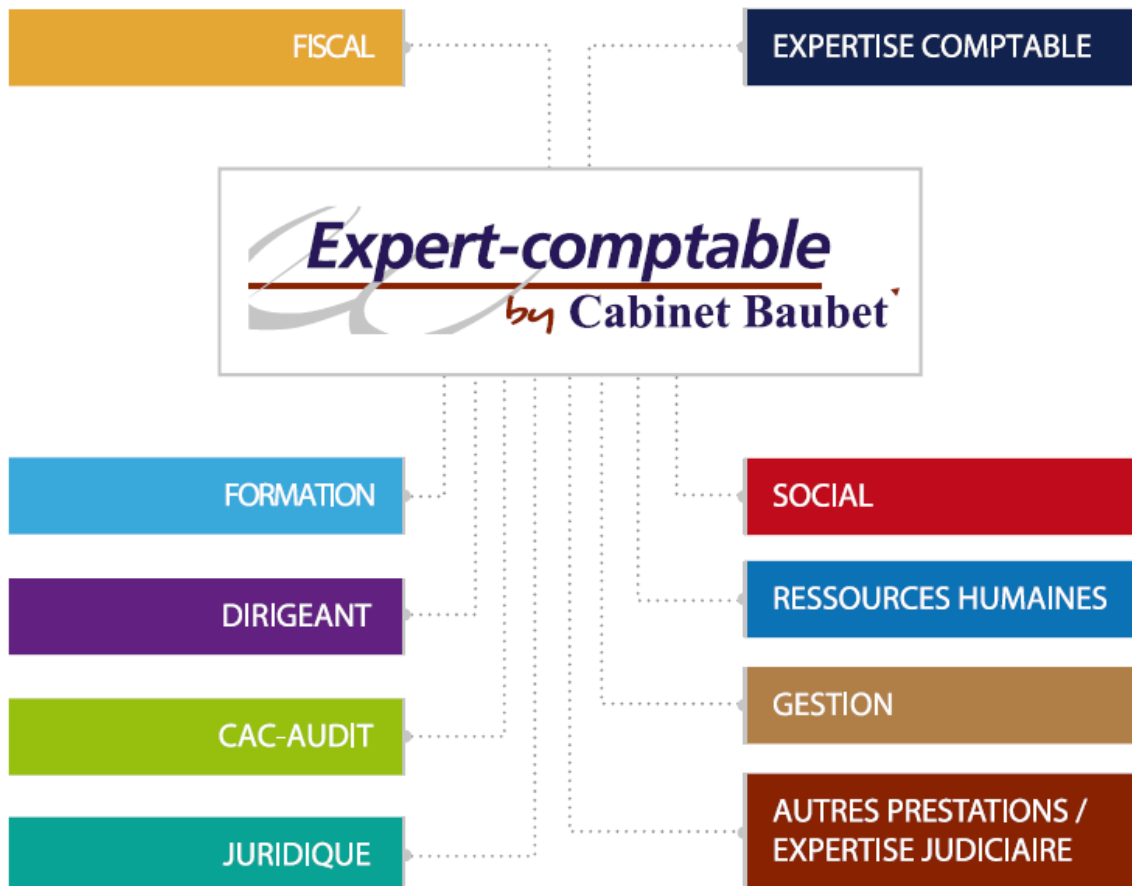 FISCAL
EXPERTISE COMPTABLE
Expert-comptable
by Cabinet Baubet
FORMATION
SOCIAL
DIRIGEANT
RESSOURCES HUMAINES
CAC-AUDIT
GESTION
JURIDIQUE
AUTRES PRESTATIONS /
EXPERTISE JUDICIAIRE